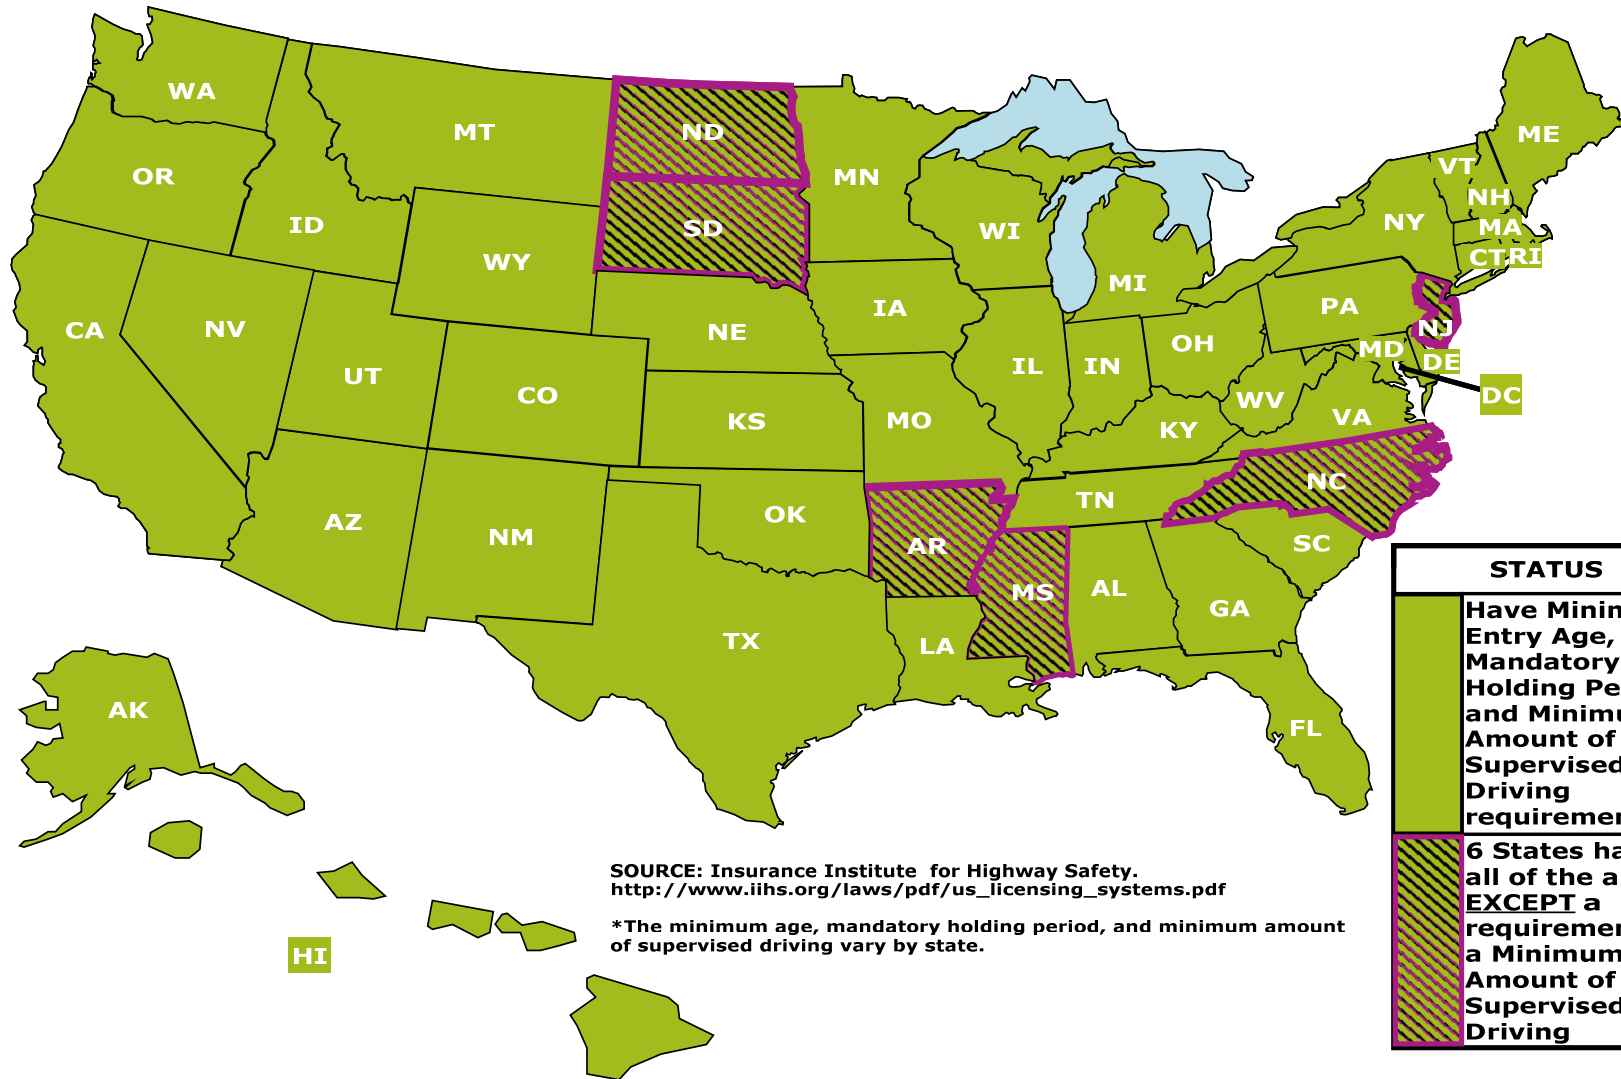 WA
MT
ND
MN
ME
OR
ID
SD
WI
VT
NH
NY
MA
WY
MI
CT
RI
CA
NV
NE
IA
PA
NJ
UT
CO
IL
IN
OH
MD
DE
DC
KS
MO
WV
VA
KY
AZ
NM
OK
TN
NC
AR
SC
MS
AL
GA
TX
LA
FL
AK
HI
STATUS
Have
Entry Age,
Mandatory
Holding
and
Amount of
Supervised
Driving
6 States
all of the
EXCEPT a
a Minimum
Amount of
Supervised
Driving
SOURCE: Insurance Institute for Highway Safety.
http://www.iihs.org/laws/pdf/us_licensing_systems.pdf
*The minimum age, mandatory holding period, and minimum amount
of supervised driving vary by state.